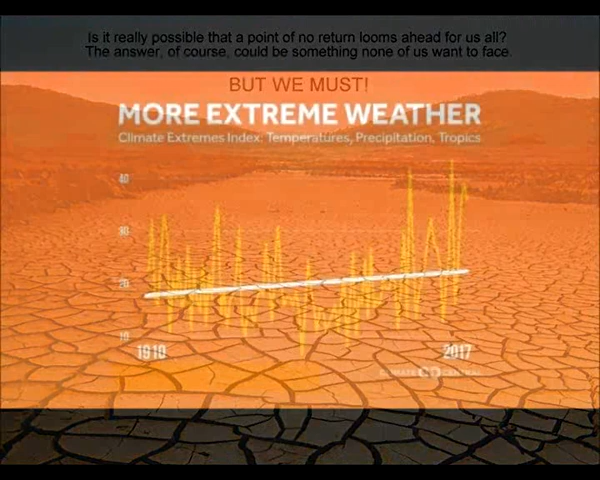 Is it really possible that a point of no return looms ahead for us all?
The answer, of course, could be something none of us want to face.
BUT WE MUST!
MORE EXTREME WEATHER
Climate Extremes Index: Temperatures, Precipitation, Tropics
40
30
20
10
1910 2017
CLIMATE CENTRAL